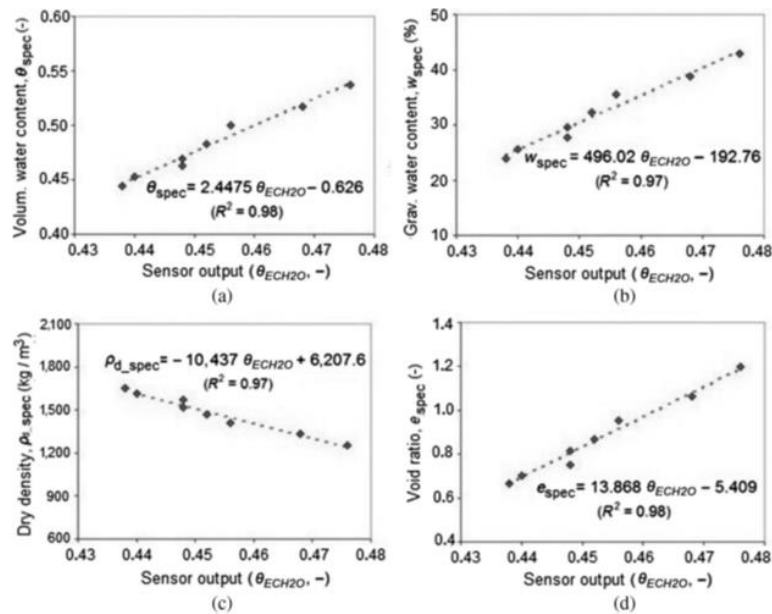 Volum. water content, θspec (-)
0.60
0.55
0.50
0.45
0.40
θspec = 2.4475 θECH2O – 0.626
(R² = 0.98)
0.43 0.44 0.45 0.46 0.47 0.48
Sensor output (θECH2O, –)
(a)
Grav. water content, wspec (%)
50
40
30
20
10
wspec = 496.02 θECH2O – 192.76
(R² = 0.97)
0.43 0.44 0.45 0.46 0.47 0.48
Sensor output (θECH2O, –)
(b)
Dry density, ρd_spec (kg / m³)
2,100
1,800
1,500
1,200
900
600
ρd_spec = – 10,437 θECH2O + 6,207.6
(R² = 0.97)
0.43 0.44 0.45 0.46 0.47 0.48
Sensor output (θECH2O, –)
(c)
Void ratio, espec (-)
1.4
1.2
1.0
0.8
0.6
0.4
espec = 13.868 θECH2O – 5.409
(R² = 0.98)
0.43 0.44 0.45 0.46 0.47 0.48
Sensor output (θECH2O, –)
(d)